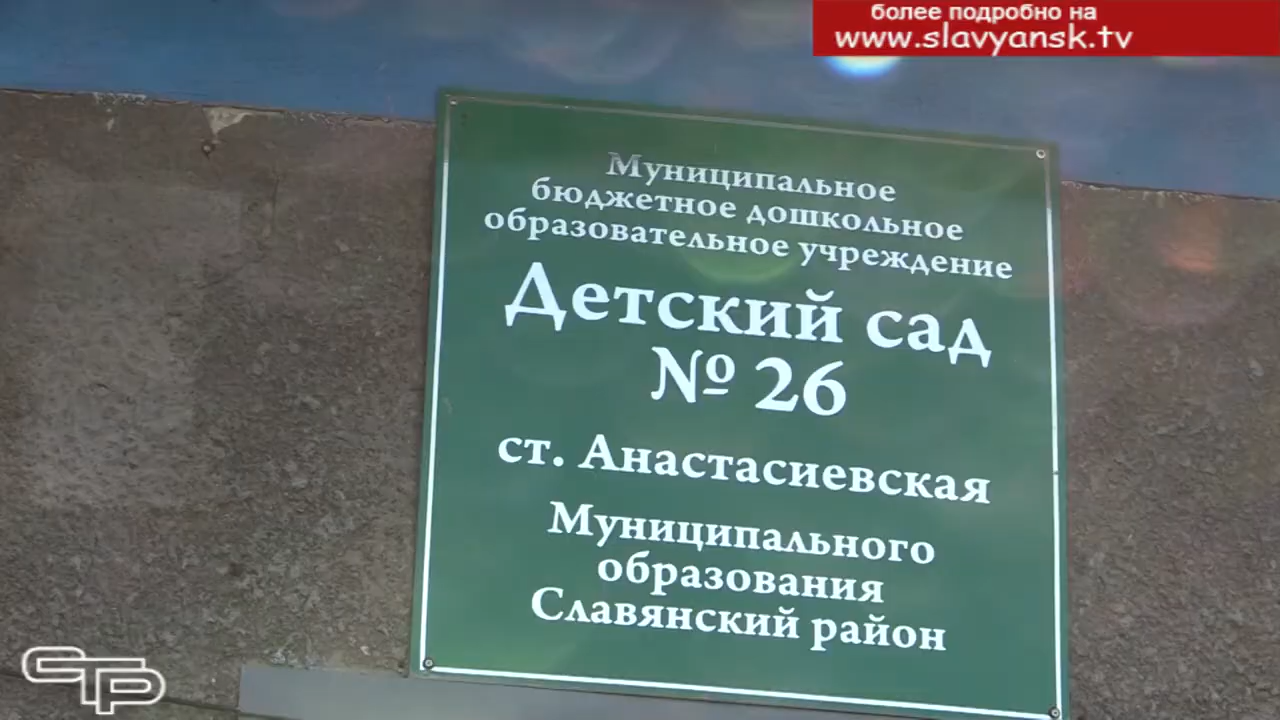 более подробно на
www.slavyansk.tv
Муниципальное
бюджетное дошкольное
образовательное учреждение
Детский сад
№ 26
ст. Анастасиевская
Муниципального
образования
Славянский район
СТР